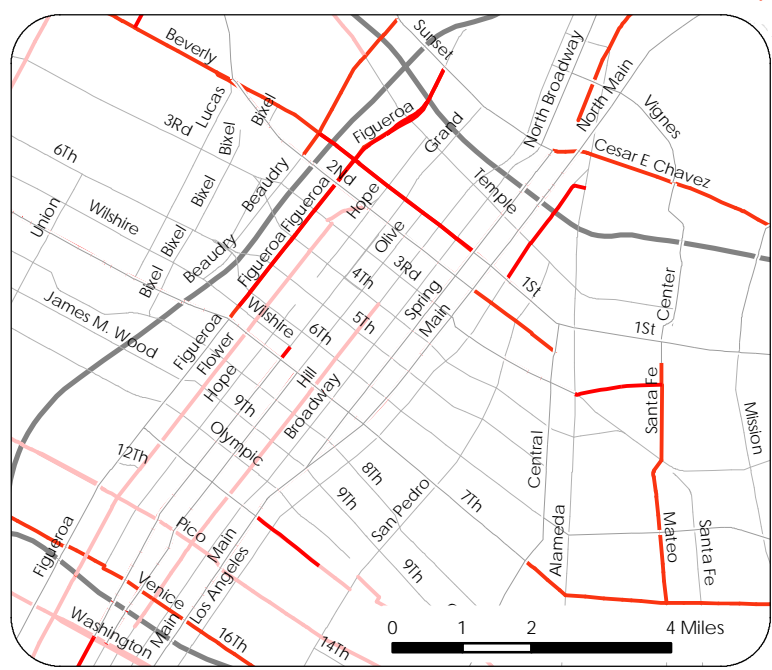 Beverly
Sunset
North Broadway
North Main
Vignes
Lucas
Bixel
Bixel
3Rd
Figueroa
Grand
Cesar E Chavez
6Th
Beaudry
2Nd
Temple
Bixel
Figueroa
Hope
Union
Wilshire
Bixel
Beaudry
Figueroa
Olive
3Rd
4Th
Bixel
Spring
Main
1St
Center
1St
James M. Wood
Wilshire
5Th
6Th
Figueroa
Flower
Hope
Hill
Broadway
9Th
Santa Fe
Mission
Olympic
12Th
8Th
9Th
7Th
Central
San Pedro
Pico
Main
Alameda
Mateo
Santa Fe
Figueroa
Los Angeles
9Th
Venice
Washington
Main
16Th
14Th
0 1 2 4 Miles